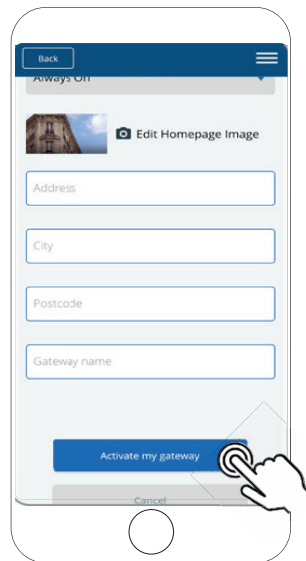 Back
Always On
Edit Homepage Image
Address
City
Postcode
Gateway name
Activate my gateway
Cancel